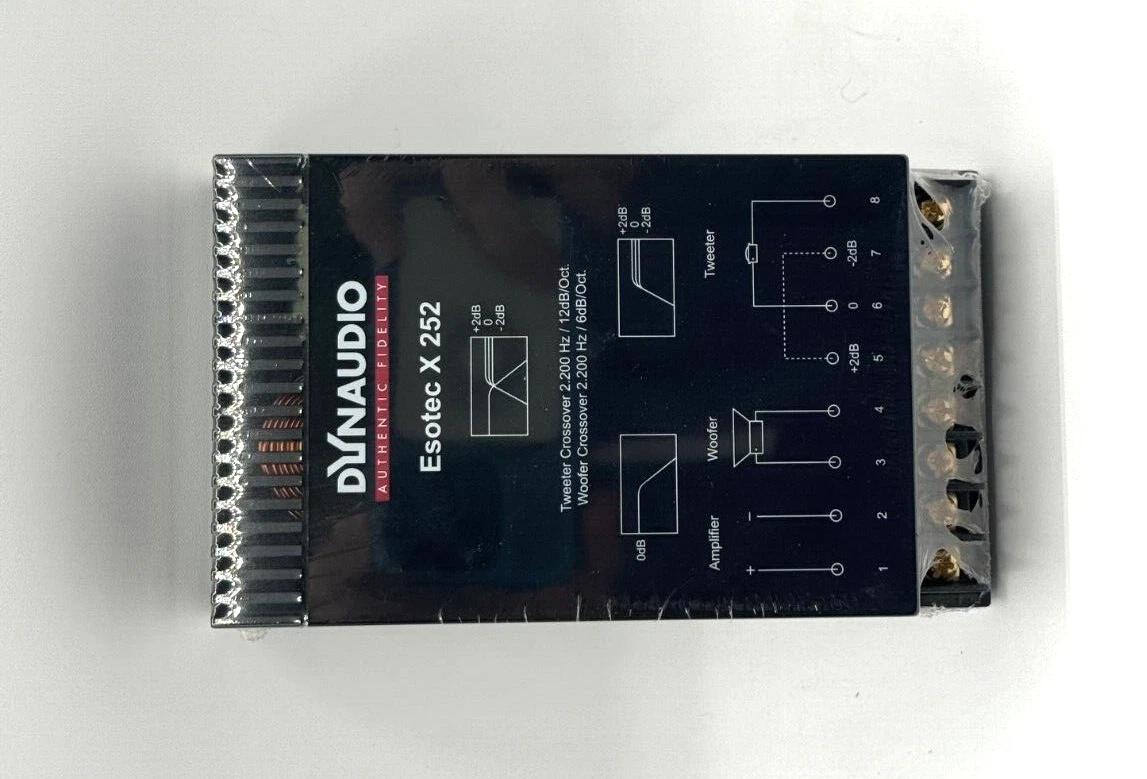 DYNAUDIO
AUTHENTIC FIDELITY
Esotec X 252
+2dB
0
-2dB
Tweeter Crossover 2.200 Hz / 12dB/Oct.
Woofer Crossover 2.200 Hz / 6dB/Oct.
0dB
+2dB
0
-2dB
Amplifier Woofer Tweeter
+ −
+2dB 0 -2dB
1 2 3 4 5 6 7 8